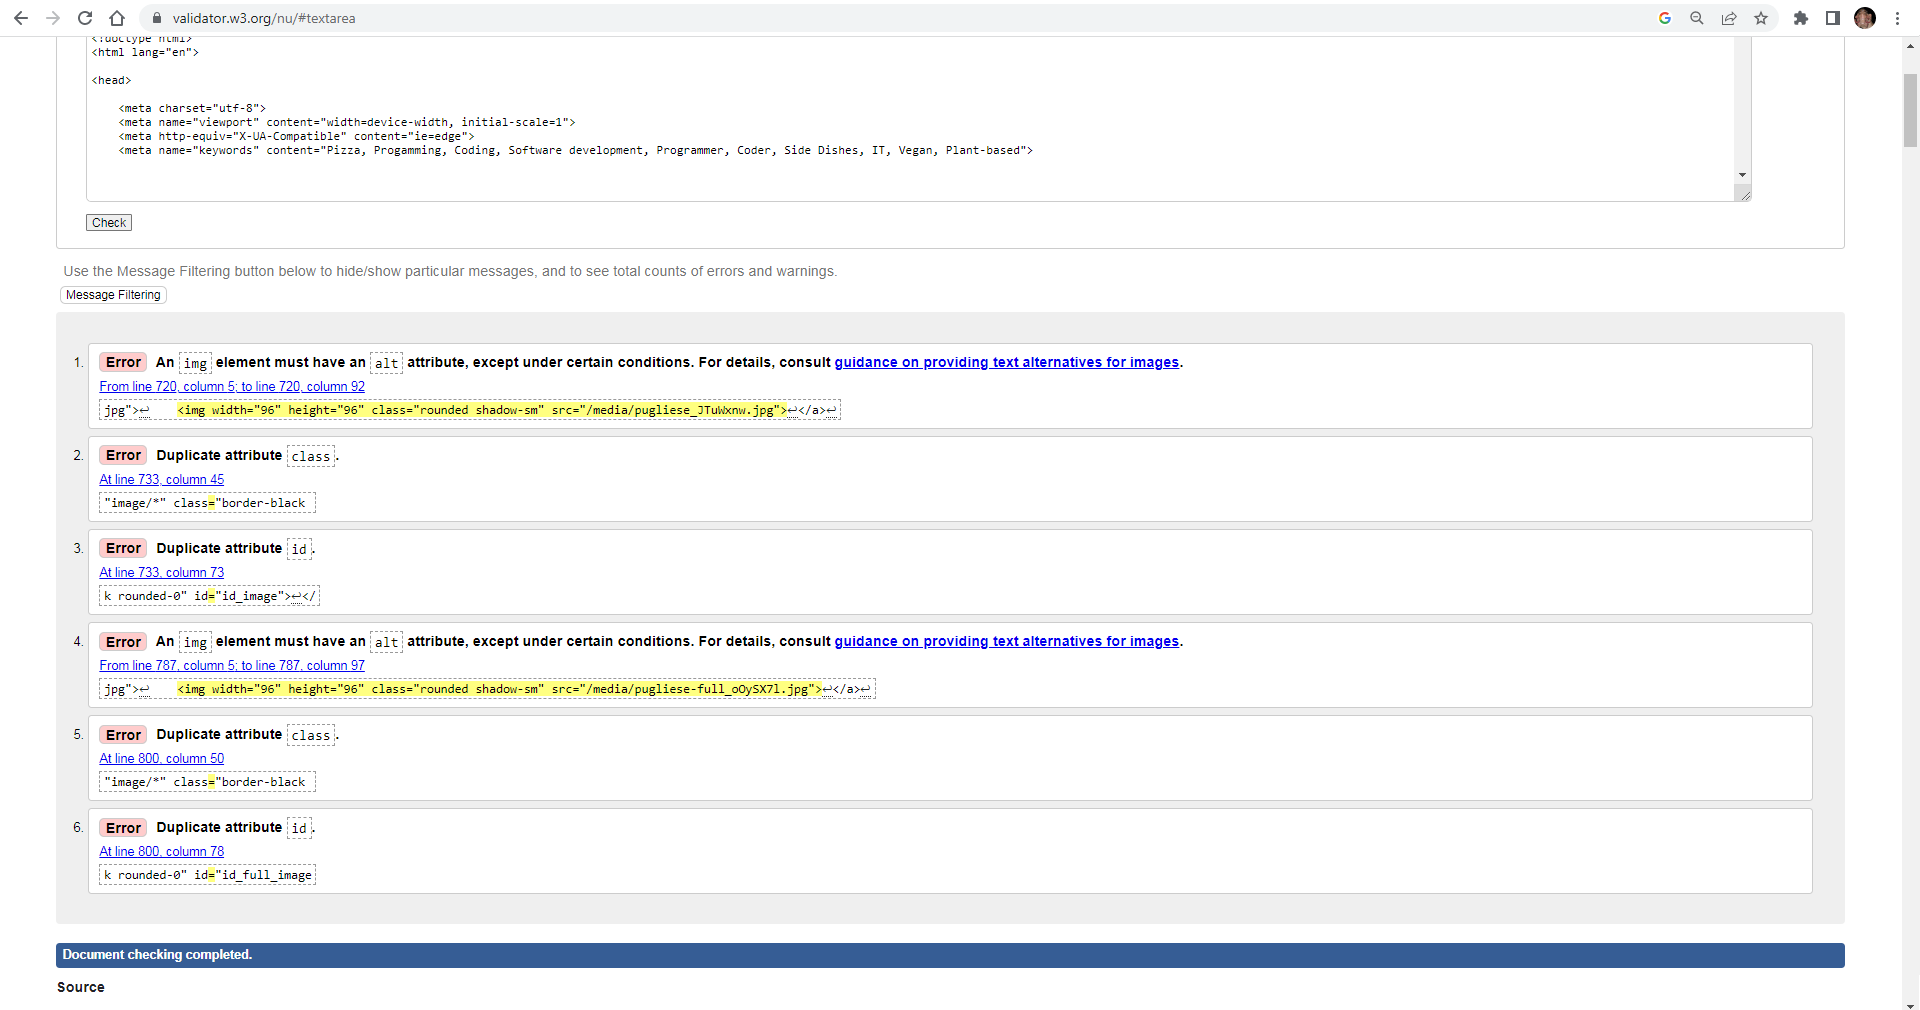 validator.w3.org/nu/#textarea
<!doctype html>
<html lang="en">
<head>
<meta charset="utf-8">
<meta name="viewport" content="width=device-width, initial-scale=1">
<meta http-equiv="X-UA-Compatible" content="ie=edge">
<meta name="keywords" content="Pizza, Progamming, Coding, Software development, Programmer, Coder, Side Dishes, IT, Vegan, Plant-based">
Check
Use the Message Filtering button below to hide/show particular messages, and to see total counts of errors and warnings.
Message Filtering
1. Error An img element must have an alt attribute, except under certain conditions. For details, consult guidance on providing text alternatives for images.
From line 720, column 5; to line 720, column 92
jpg">↩ <img width="96" height="96" class="rounded shadow-sm" src="/media/pugliese_JTuWxnw.jpg">↩</a>↩
2. Error Duplicate attribute class.
At line 733, column 45
"image/*" class="border-black
3. Error Duplicate attribute id.
At line 733, column 73
k rounded-0" id="id_image">↩</
4. Error An img element must have an alt attribute, except under certain conditions. For details, consult guidance on providing text alternatives for images.
From line 787, column 5; to line 787, column 97
jpg">↩ <img width="96" height="96" class="rounded shadow-sm" src="/media/pugliese-full_oOySX7l.jpg">↩</a>↩
5. Error Duplicate attribute class.
At line 800, column 50
"image/*" class="border-black
6. Error Duplicate attribute id.
At line 800, column 78
k rounded-0" id="id_full_image
Document checking completed.
Source